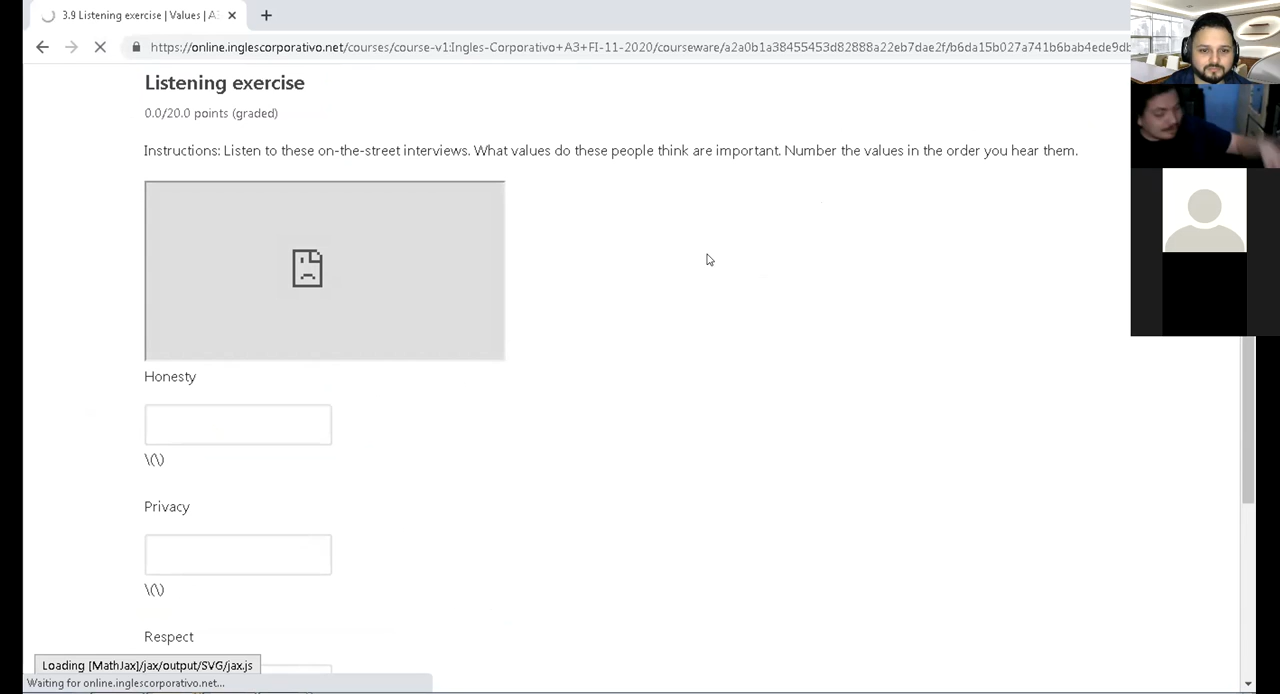 3.9 Listening exercise | Values | A
https://online.inglescorporativo.net/courses/course-v1:Ingles-Corporativo+A3+FI-11-2020/courseware/a2a0b1a38455453d82888a22eb7dae2f/b6da15b027a741b6bab4ede9db
Listening exercise
0.0/20.0 points (graded)
Instructions: Listen to these on-the-street interviews. What values do these people think are important. Number the values in the order you hear them.
Honesty
\(\)
Privacy
\(\)
Respect
Loading [MathJax]/jax/output/SVG/jax.js
Waiting for online.inglescorporativo.net...